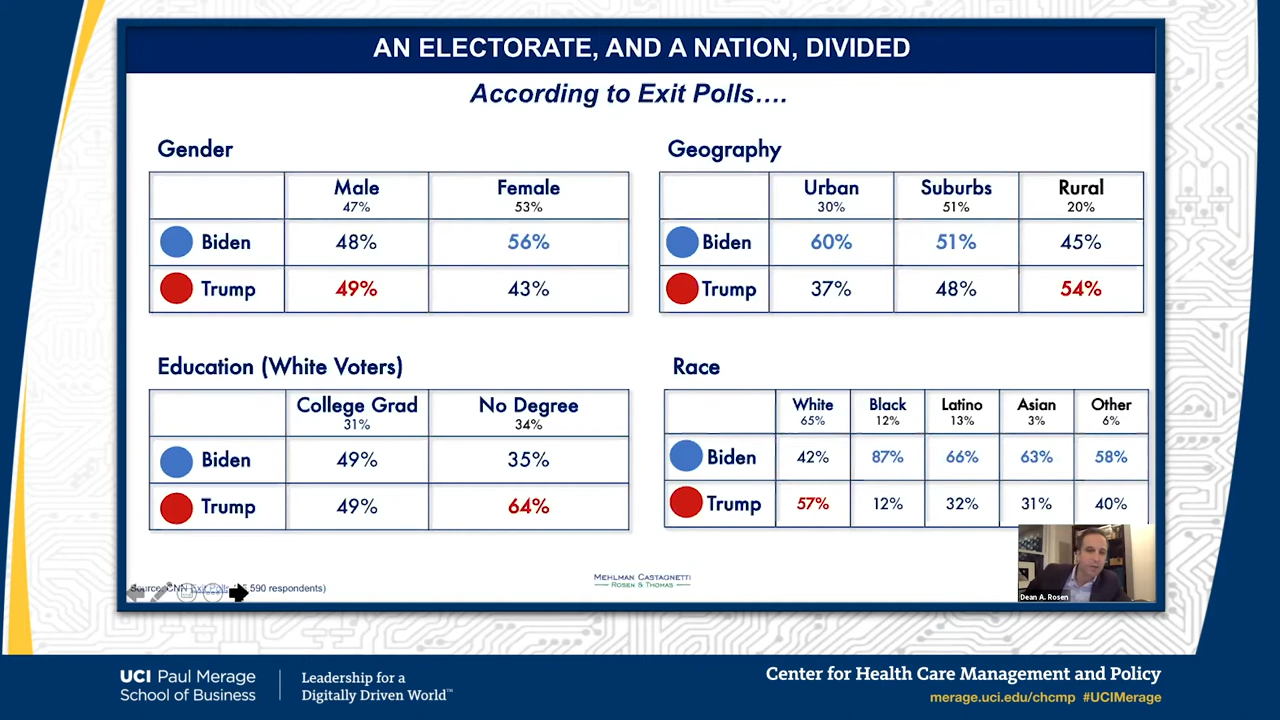 AN ELECTORATE, AND A NATION, DIVIDED
According to Exit Polls....
Gender
Male Female
47% 53%
Biden 48% 56%
Trump 49% 43%
Geography
Urban Suburbs Rural
30% 51% 20%
Biden 60% 51% 45%
Trump 37% 48% 54%
Education (White Voters)
College Grad No Degree
31% 34%
Biden 49% 35%
Trump 49% 64%
Race
White Black Latino Asian Other
65% 12% 13% 3% 6%
Biden 42% 87% 66% 63% 58%
Trump 57% 12% 32% 31% 40%
Source: CNN Exit Polls 590 respondents)
MEHLMAN CASTAGNETTI
ROSEN & THOMAS
Dean A. Rosen
UCI Paul Merage
School of Business
Leadership for a
Digitally Driven World™
Center for Health Care Management and Policy
merage.uci.edu/chcmp #UCIMerage